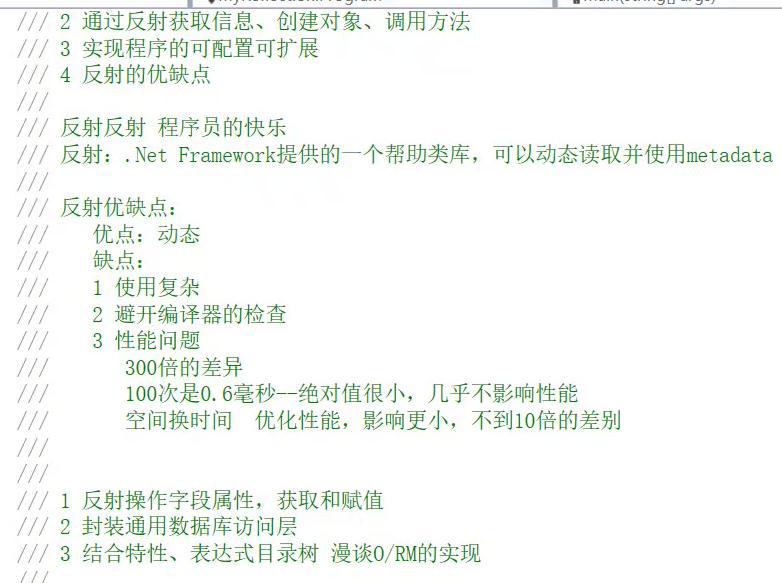 /// 2 通过反射获取信息、创建对象、调用方法
/// 3 实现程序的可配置可扩展
/// 4 反射的优缺点
///
/// 反射反射 程序员的快乐
/// 反射：.Net Framework提供的一个帮助类库，可以动态读取并使用metadata
///
/// 反射优缺点：
/// 优点：动态
/// 缺点：
/// 1 使用复杂
/// 2 避开编译器的检查
/// 3 性能问题
/// 300倍的差异
/// 100次是0.6毫秒--绝对值很小，几乎不影响性能
/// 空间换时间 优化性能，影响更小，不到10倍的差别
///
///
/// 1 反射操作字段属性，获取和赋值
/// 2 封装通用数据库访问层
/// 3 结合特性、表达式目录树 漫谈O/RM的实现
///